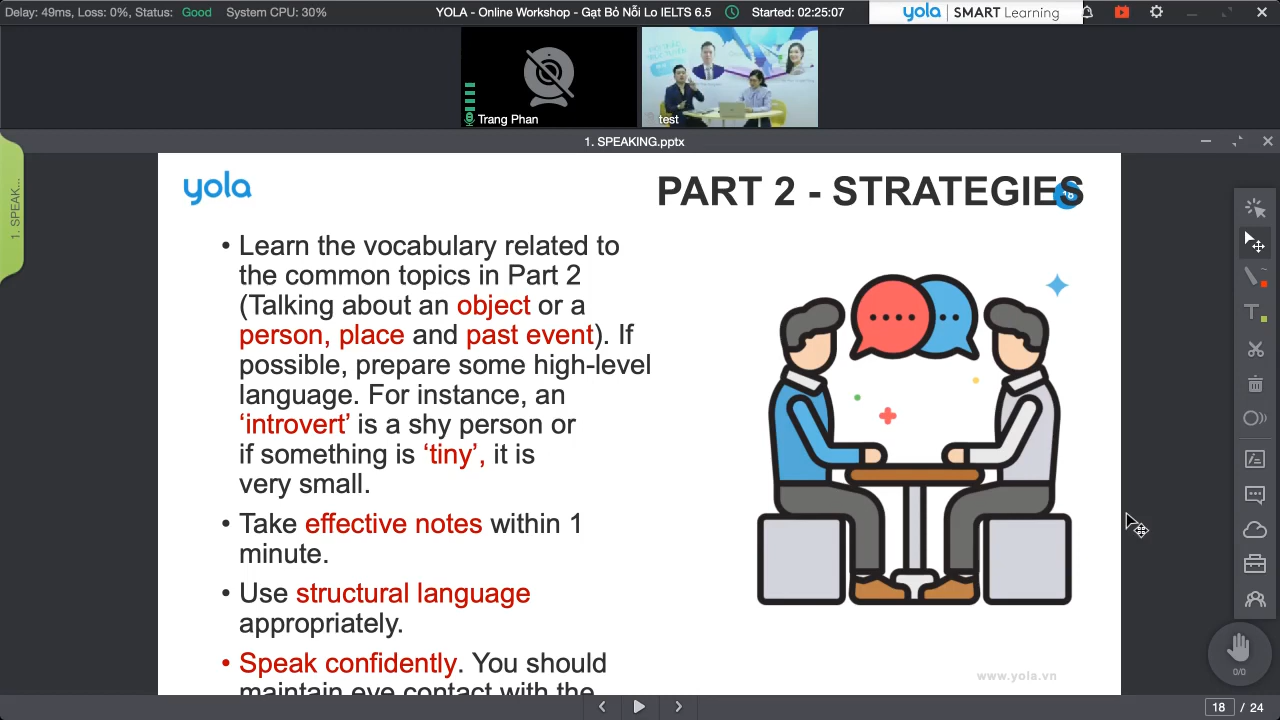 Delay: 49ms, Loss: 0%, Status: Good System CPU: 30% YOLA - Online Workshop - Gạt Bỏ Nỗi Lo IELTS 6.5 Started: 02:25:07 yola | SMART Learning
Trang Phan
test
1. SPEAKING.pptx
1. SPEAK...
yola
PART 2 - STRATEGIES
• Learn the vocabulary related to
the common topics in Part 2
(Talking about an object or a
person, place and past event). If
possible, prepare some high-level
language. For instance, an
‘introvert’ is a shy person or
if something is ‘tiny’, it is
very small.
• Take effective notes within 1
minute.
• Use structural language
appropriately.
• Speak confidently. You should
maintain eye contact with the
www.yola.vn
0/0
18 / 24